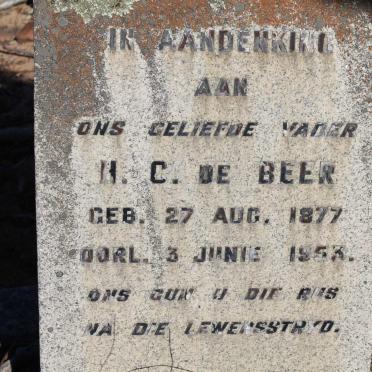 IN AANDENKING
AAN
ONS GELIEFDE VADER
H. C. DE BEER
GEB. 27 AUG. 1877
OORL. 3 JUNIE 1953.
ONS GUN U DIE RUS
NA DIE LEWENSSTRYD.